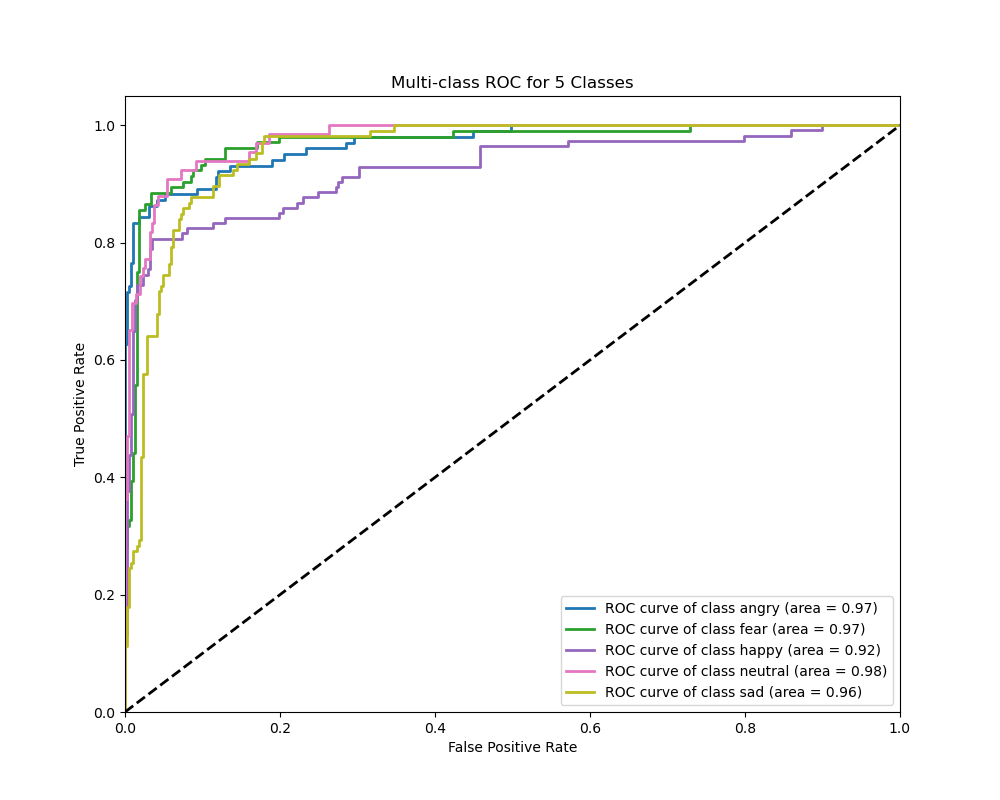 Multi-class ROC for 5 Classes
True Positive Rate
1.0
0.8
0.6
0.4
0.2
0.0
ROC curve of class angry (area = 0.97)
ROC curve of class fear (area = 0.97)
ROC curve of class happy (area = 0.92)
ROC curve of class neutral (area = 0.98)
ROC curve of class sad (area = 0.96)
0.0 0.2 0.4 0.6 0.8 1.0
False Positive Rate